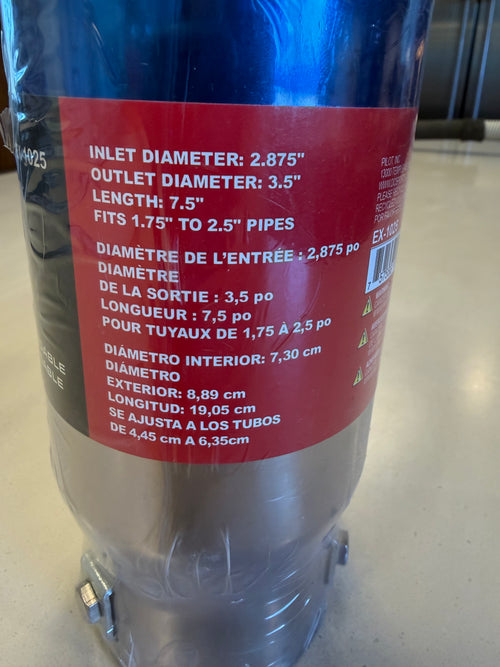 1025
INLET DIAMETER: 2.875"
OUTLET DIAMETER: 3.5"
LENGTH: 7.5"
FITS 1.75" TO 2.5" PIPES
DIAMÈTRE DE L'ENTRÉE : 2,875 po
DIAMÈTRE
DE LA SORTIE : 3,5 po
LONGUEUR : 7,5 po
POUR TUYAUX DE 1,75 À 2,5 po
DIÁMETRO INTERIOR: 7,30 cm
DIÁMETRO
EXTERIOR: 8,89 cm
LONGITUD: 19,05 cm
SE AJUSTA A LOS TUBOS
DE 4,45 cm A 6,35cm
PILOT INC
EX-1025